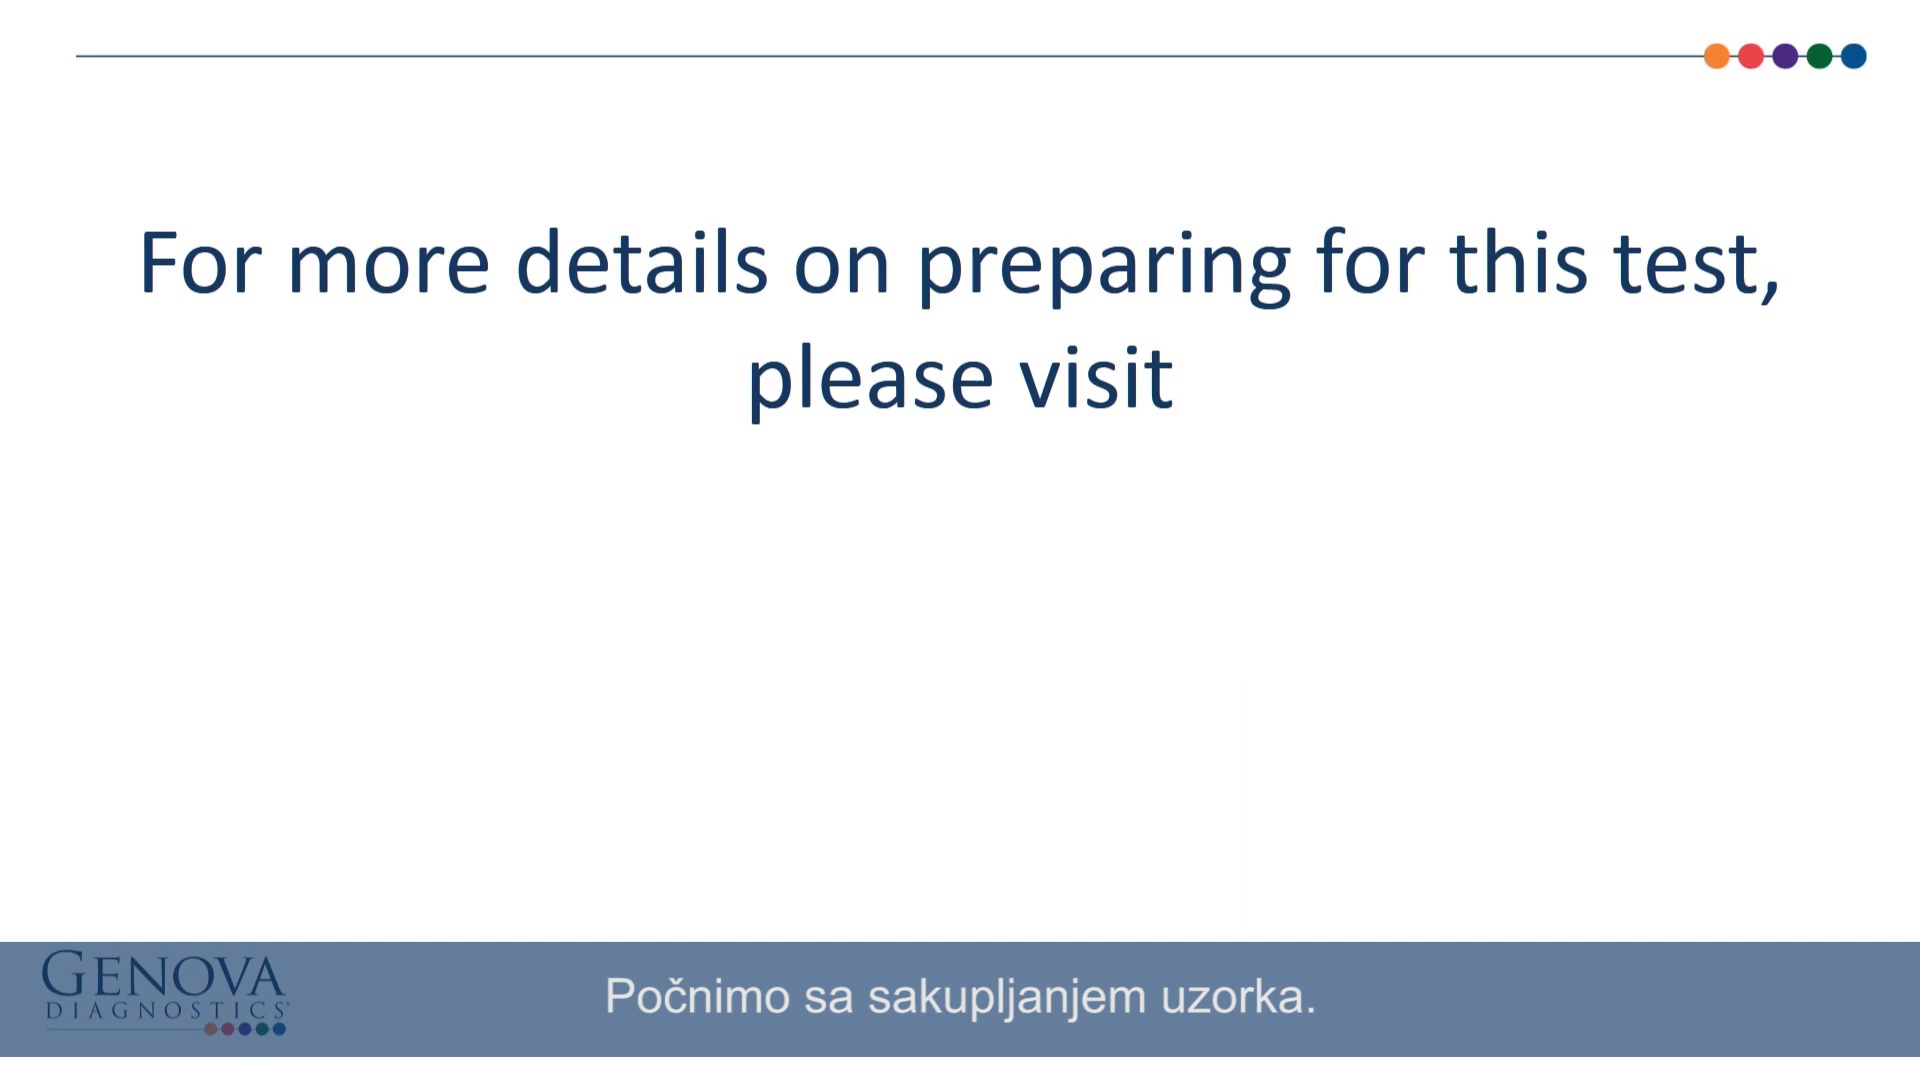 For more details on preparing for this test,
please visit
GENOVA
DIAGNOSTICS
Počnimo sa sakupljanjem uzorka.